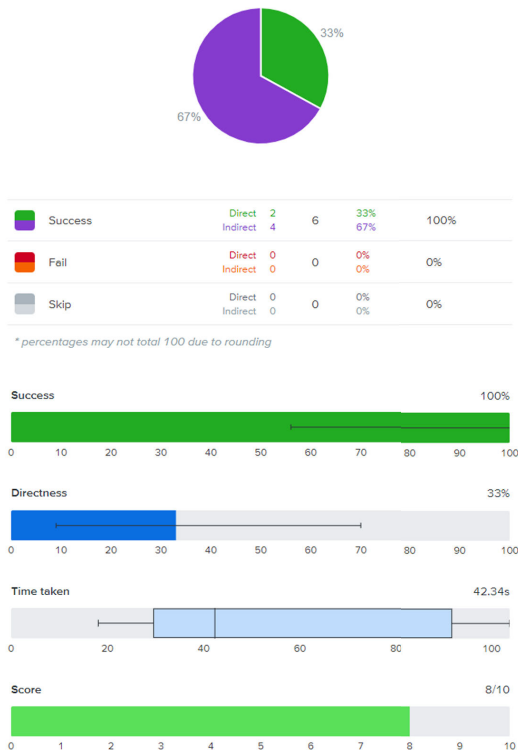 33%
67%
Success Direct 2 6 33% 100%
Indirect 4 67%
Fail Direct 0 0 0% 0%
Indirect 0 0%
Skip Direct 0 0 0% 0%
Indirect 0 0%
* percentages may not total 100 due to rounding
Success 100%
0 10 20 30 40 50 60 70 80 90 100
Directness 33%
0 10 20 30 40 50 60 70 80 90 100
Time taken 42.34s
0 20 40 60 80 100
Score 8/10
0 1 2 3 4 5 6 7 8 9 10